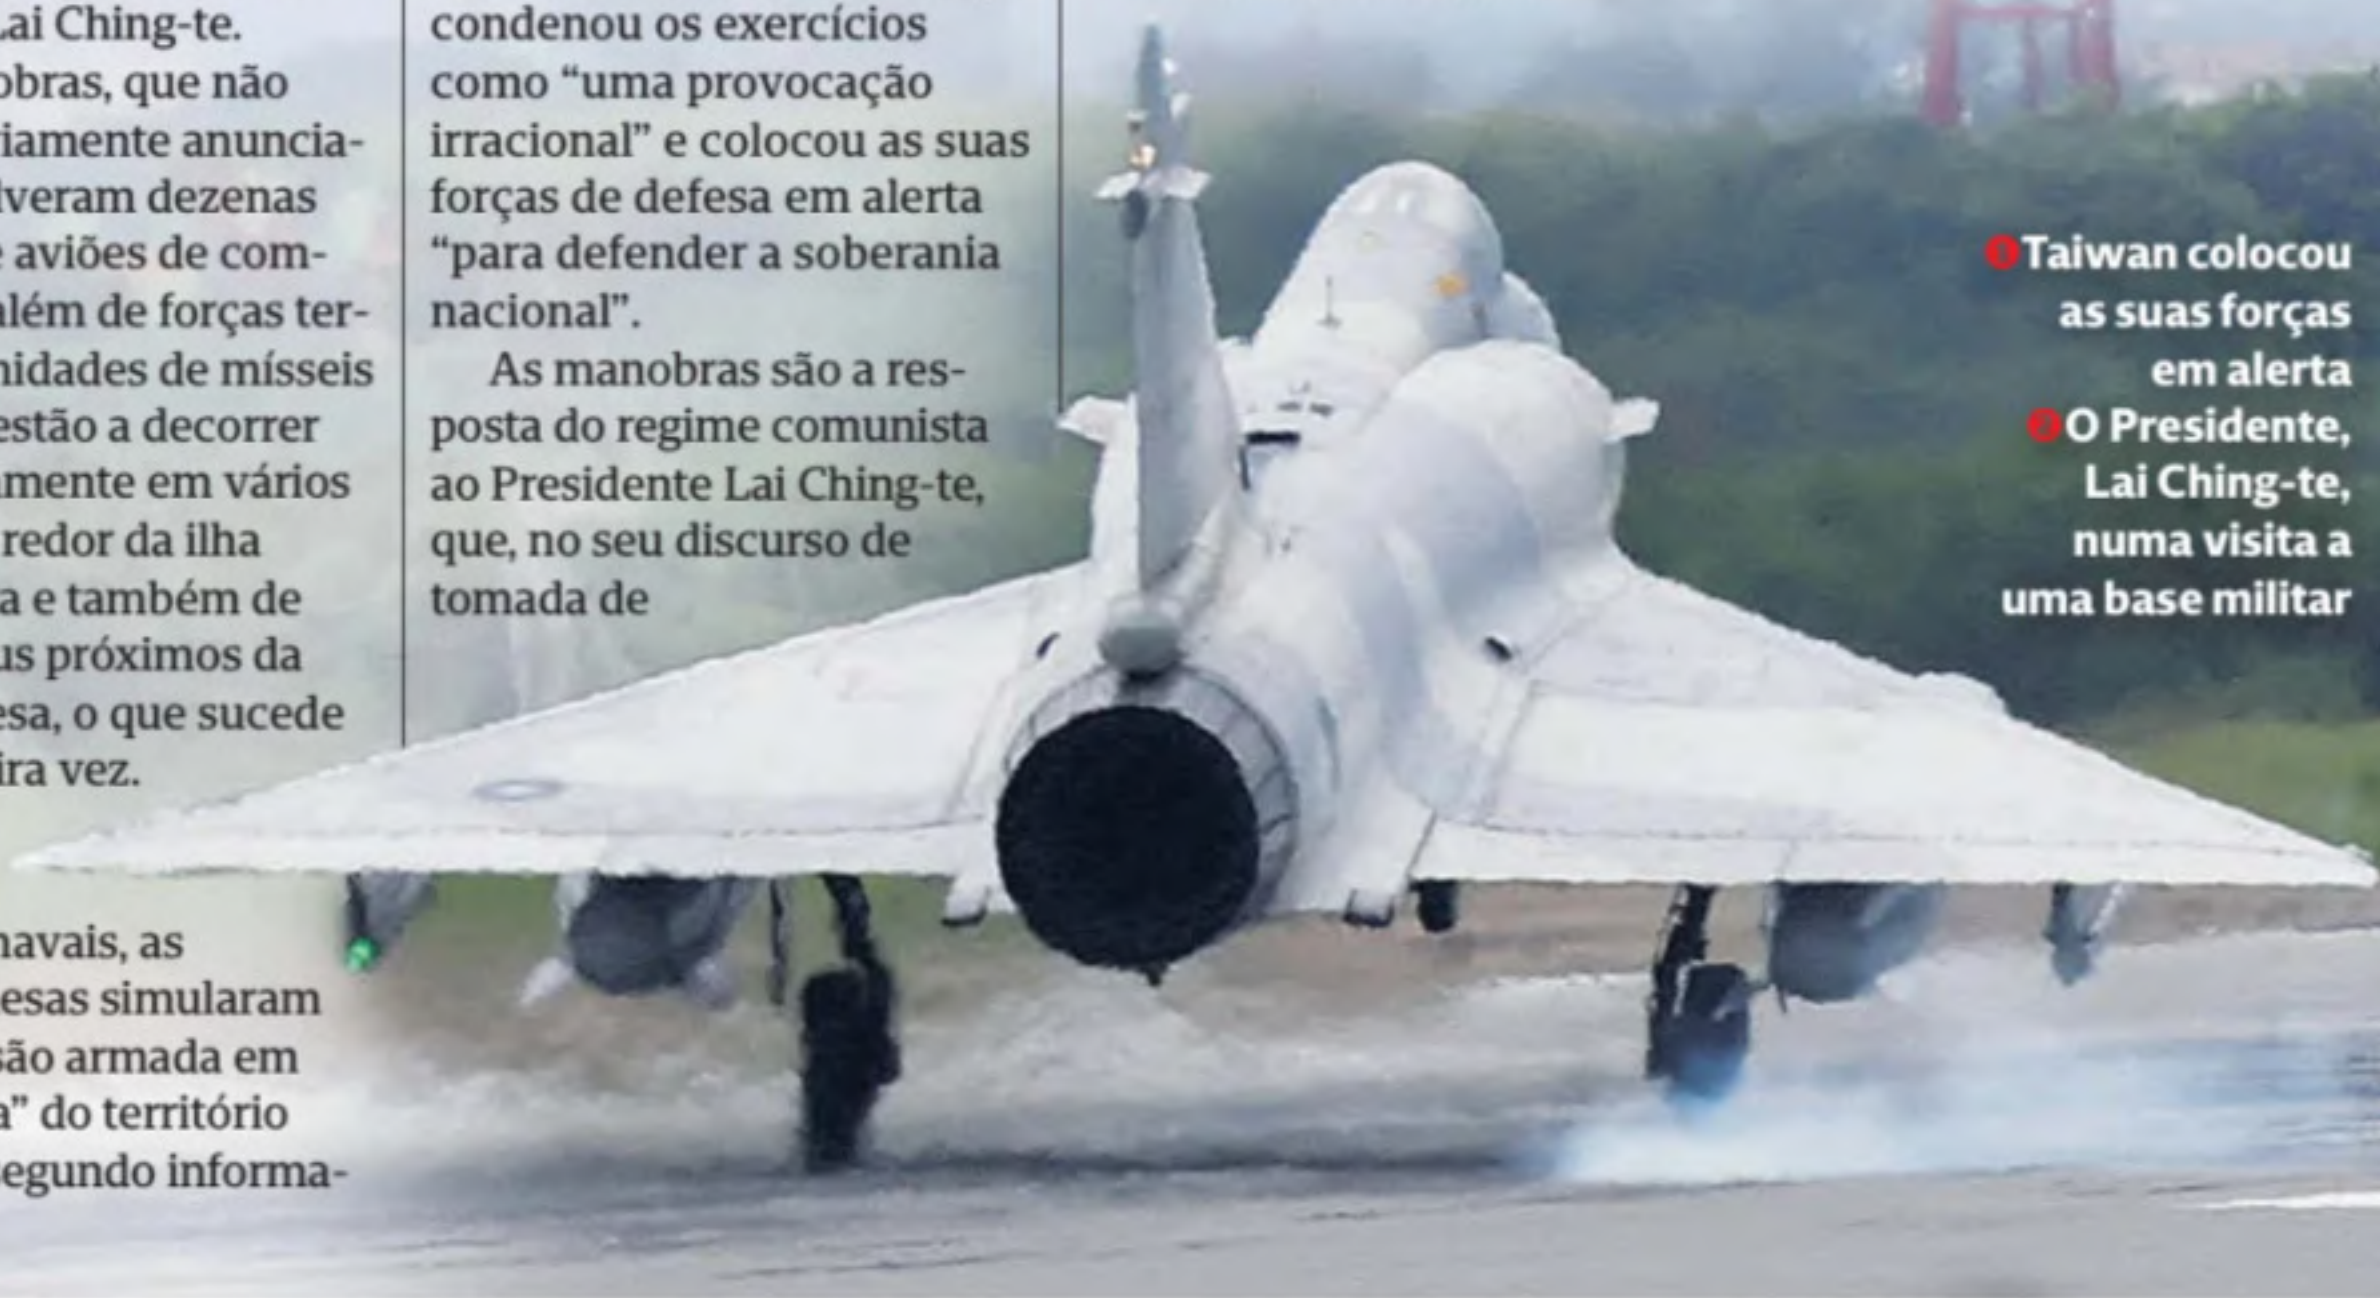 Lai Ching-te.
obras, que não
riamente anuncia-
lveram dezenas
e aviões de com-
além de forças ter-
nidades de mísseis
estão a decorrer
amente em vários
redor da ilha
a e também de
us próximos da
esa, o que sucede
ira vez.
navais, as
esas simularam
são armada em
a” do território
segundo informa-
condenou os exercícios
como “uma provocação
irracional” e colocou as suas
forças de defesa em alerta
“para defender a soberania
nacional”.
As manobras são a res-
posta do regime comunista
ao Presidente Lai Ching-te,
que, no seu discurso de
tomada de
1 Taiwan colocou
as suas forças
em alerta
2 O Presidente,
Lai Ching-te,
numa visita a
uma base militar